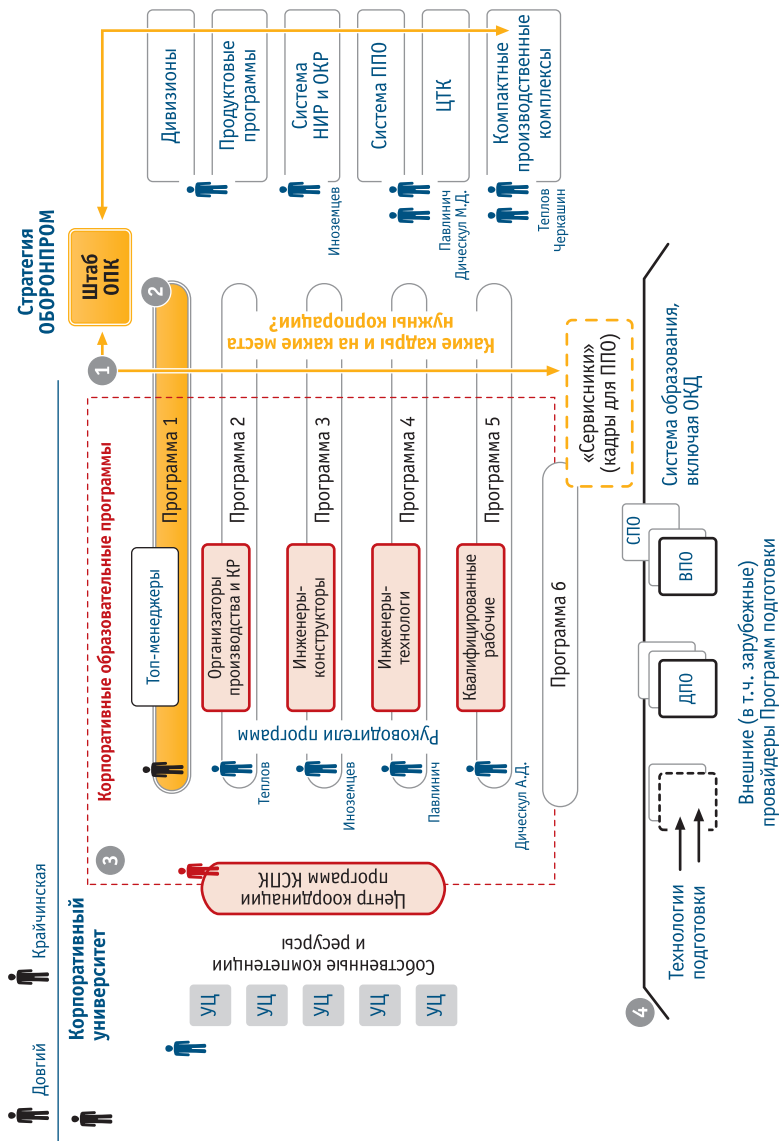 Довгий
Крайчинская
Корпоративный
университет
Стратегия
ОБОРОНПРОМ
Штаб
ОПК
1
2
3
4
Корпоративные образовательные программы
Топ-менеджеры
Программа 1
Организаторы
производства и КР
Программа 2
Теплов
Инженеры-
конструкторы
Программа 3
Иноземцев
Инженеры-
технологи
Программа 4
Павлинич
Квалифицированные
рабочие
Программа 5
Дическул А.Д.
Программа 6
Руководители программ
Центр координации
программ КСПК
Собственные компетенции
и ресурсы
УЦ
УЦ
УЦ
УЦ
УЦ
Какие кадры и на какие места
нужны корпорации?
«Сервисники»
(кадры для ППО)
Дивизионы
Продуктовые
программы
Система
НИР и ОКР
Иноземцев
Система ППО
ЦТК
Павлинич
Дическул М.Д.
Компактные
производственные
комплексы
Теплов
Черкашин
Технологии
подготовки
ДПО
СПО
ВПО
Система образования,
включая ОКД
Внешние (в т.ч. зарубежные)
провайдеры Программ подготовки